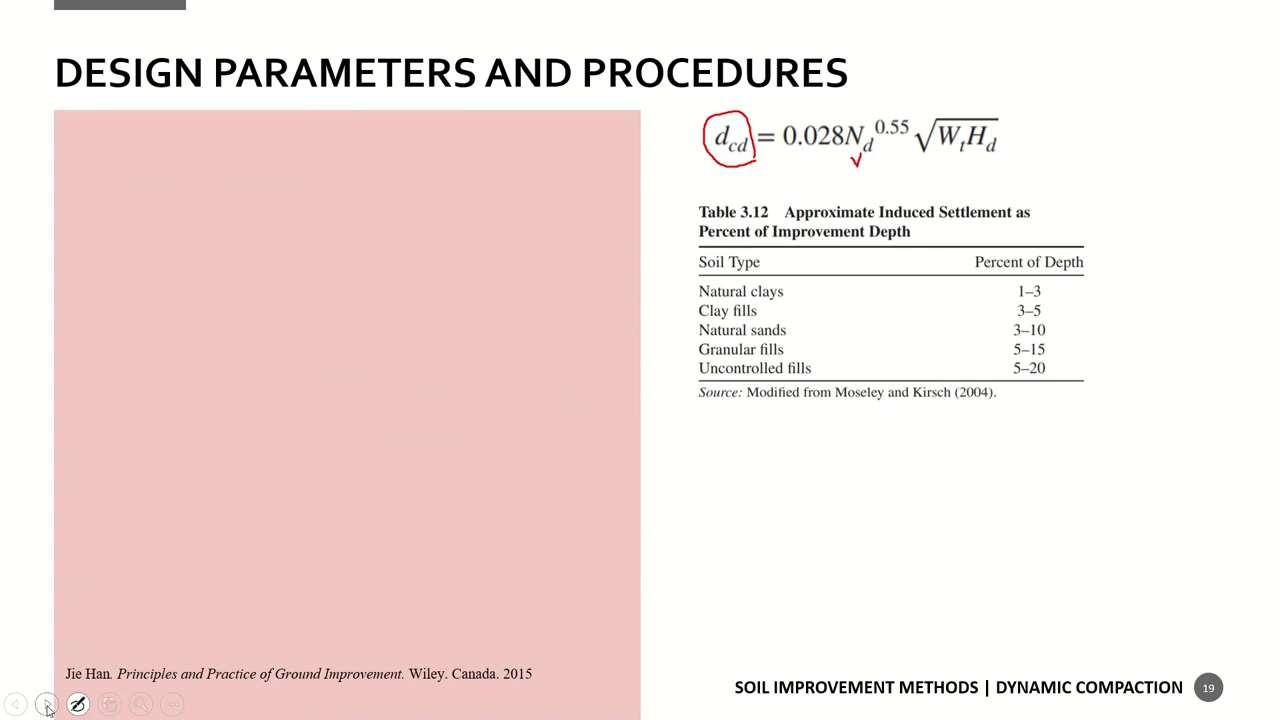 DESIGN PARAMETERS AND PROCEDURES
d_cd = 0.028N_d^0.55 √W_tH_d
Table 3.12 Approximate Induced Settlement as
Percent of Improvement Depth
Soil Type Percent of Depth
Natural clays 1–3
Clay fills 3–5
Natural sands 3–10
Granular fills 5–15
Uncontrolled fills 5–20
Source: Modified from Moseley and Kirsch (2004).
Jie Han. Principles and Practice of Ground Improvement. Wiley. Canada. 2015
SOIL IMPROVEMENT METHODS | DYNAMIC COMPACTION 19